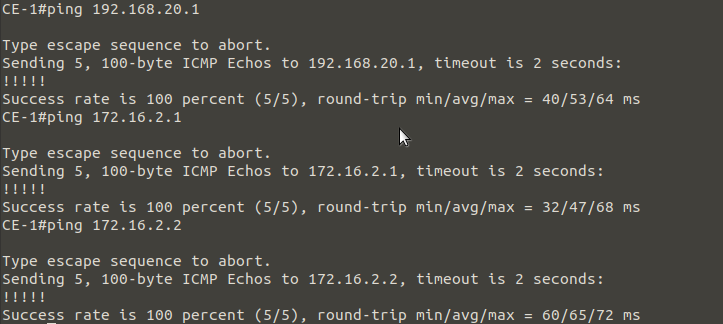 CE-1#ping 192.168.20.1
Type escape sequence to abort.
Sending 5, 100-byte ICMP Echos to 192.168.20.1, timeout is 2 seconds:
!!!!!
Success rate is 100 percent (5/5), round-trip min/avg/max = 40/53/64 ms
CE-1#ping 172.16.2.1
Type escape sequence to abort.
Sending 5, 100-byte ICMP Echos to 172.16.2.1, timeout is 2 seconds:
!!!!!
Success rate is 100 percent (5/5), round-trip min/avg/max = 32/47/68 ms
CE-1#ping 172.16.2.2
Type escape sequence to abort.
Sending 5, 100-byte ICMP Echos to 172.16.2.2, timeout is 2 seconds:
!!!!!
Success rate is 100 percent (5/5), round-trip min/avg/max = 60/65/72 ms